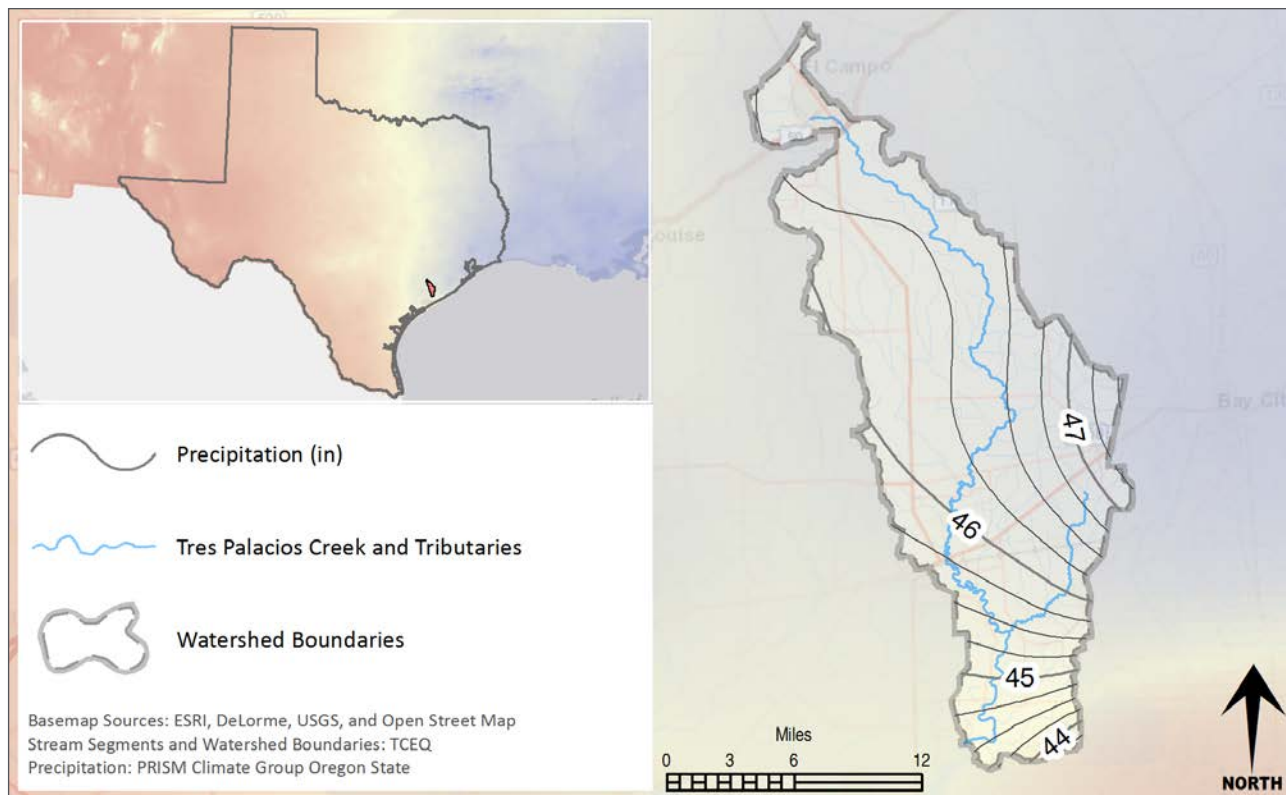 Precipitation (in)
Tres Palacios Creek and Tributaries
Watershed Boundaries
Basemap Sources: ESRI, DeLorme, USGS, and Open Street Map
Stream Segments and Watershed Boundaries: TCEQ
Precipitation: PRISM Climate Group Oregon State
El Campo
Louise
47
46
45
44
Miles
0 3 6 12
NORTH